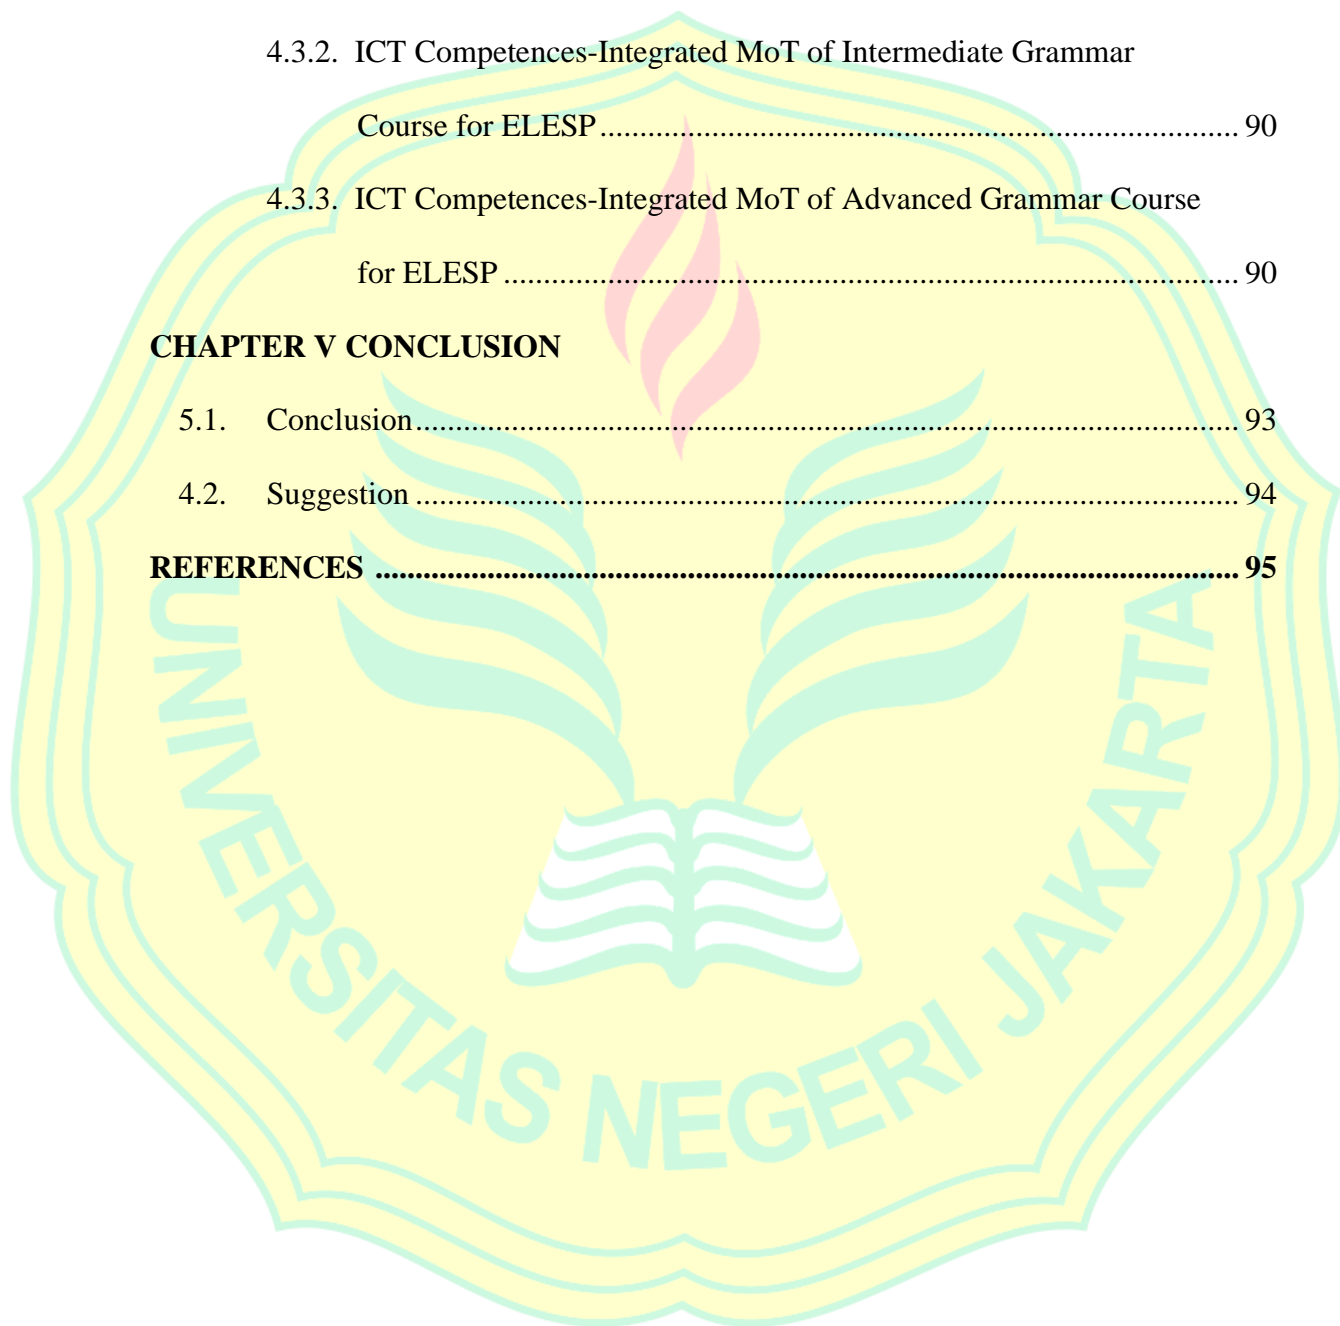 4.3.2. ICT Competences-Integrated MoT of Intermediate Grammar
Course for ELESP.......................................................................... 90
4.3.3. ICT Competences-Integrated MoT of Advanced Grammar Course
for ELESP ..................................................................................... 90
CHAPTER V CONCLUSION
5.1. Conclusion.................................................................................................. 93
4.2. Suggestion .................................................................................................. 94
REFERENCES ....................................................................................................... 95
UNIVERSITAS NEGERI JAKARTA